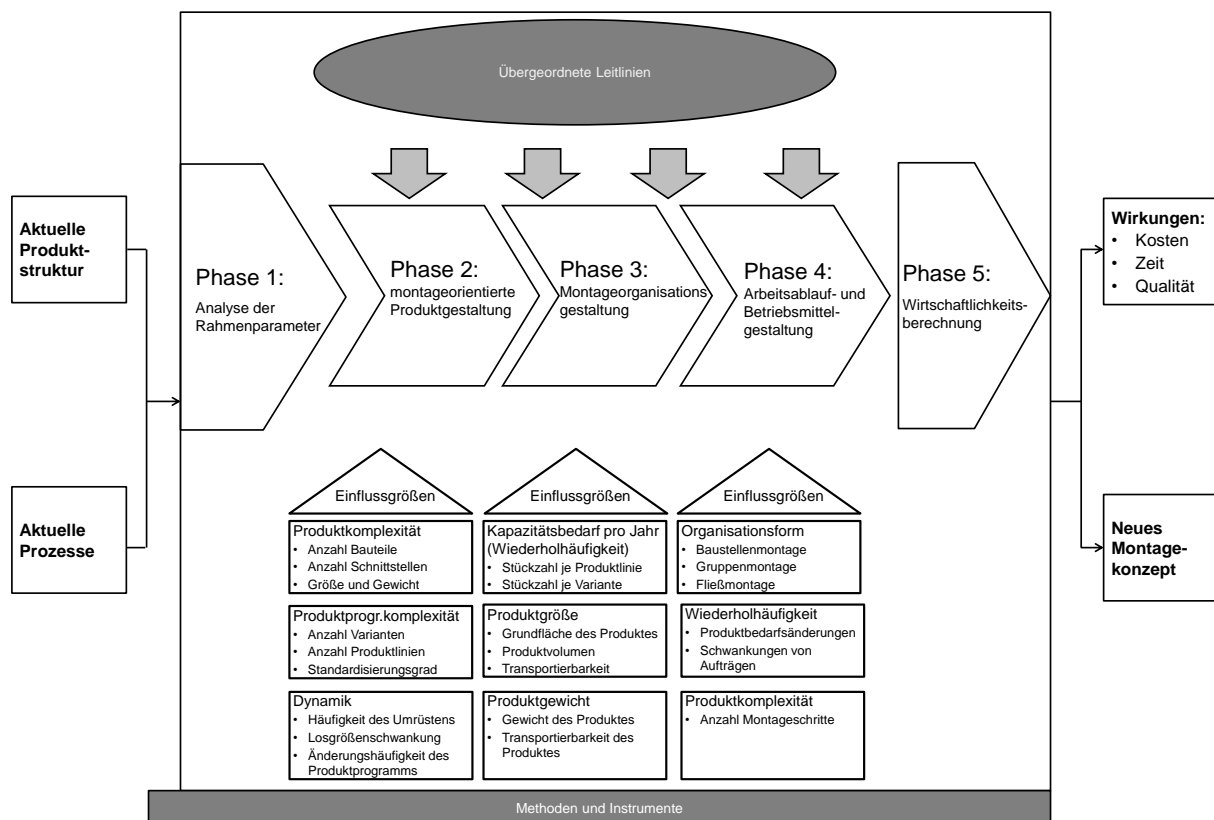 Übergeordnete Leitlinien
Aktuelle
Produkt-
struktur
Aktuelle
Prozesse
Phase 1:
Analyse der
Rahmenparameter
Phase 2:
montageorientierte
Produktgestaltung
Phase 3:
Montageorganisations
gestaltung
Phase 4:
Arbeitsablauf- und
Betriebsmittel-
gestaltung
Phase 5:
Wirtschaftlichkeits-
berechnung
Wirkungen:
• Kosten
• Zeit
• Qualität
Neues
Montage-
konzept
Einflussgrößen
Produktkomplexität
• Anzahl Bauteile
• Anzahl Schnittstellen
• Größe und Gewicht
Produktprogr.komplexität
• Anzahl Varianten
• Anzahl Produktlinien
• Standardisierungsgrad
Dynamik
• Häufigkeit des Umrüstens
• Losgrößenschwankung
• Änderungshäufigkeit des
Produktprogramms
Einflussgrößen
Kapazitätsbedarf pro Jahr
(Wiederholhäufigkeit)
• Stückzahl je Produktlinie
• Stückzahl je Variante
Produktgröße
• Grundfläche des Produktes
• Produktvolumen
• Transportierbarkeit
Produktgewicht
• Gewicht des Produktes
• Transportierbarkeit des
Produktes
Einflussgrößen
Organisationsform
• Baustellenmontage
• Gruppenmontage
• Fließmontage
Wiederholhäufigkeit
• Produktbedarfsänderungen
• Schwankungen von
Aufträgen
Produktkomplexität
• Anzahl Montageschritte
Methoden und Instrumente